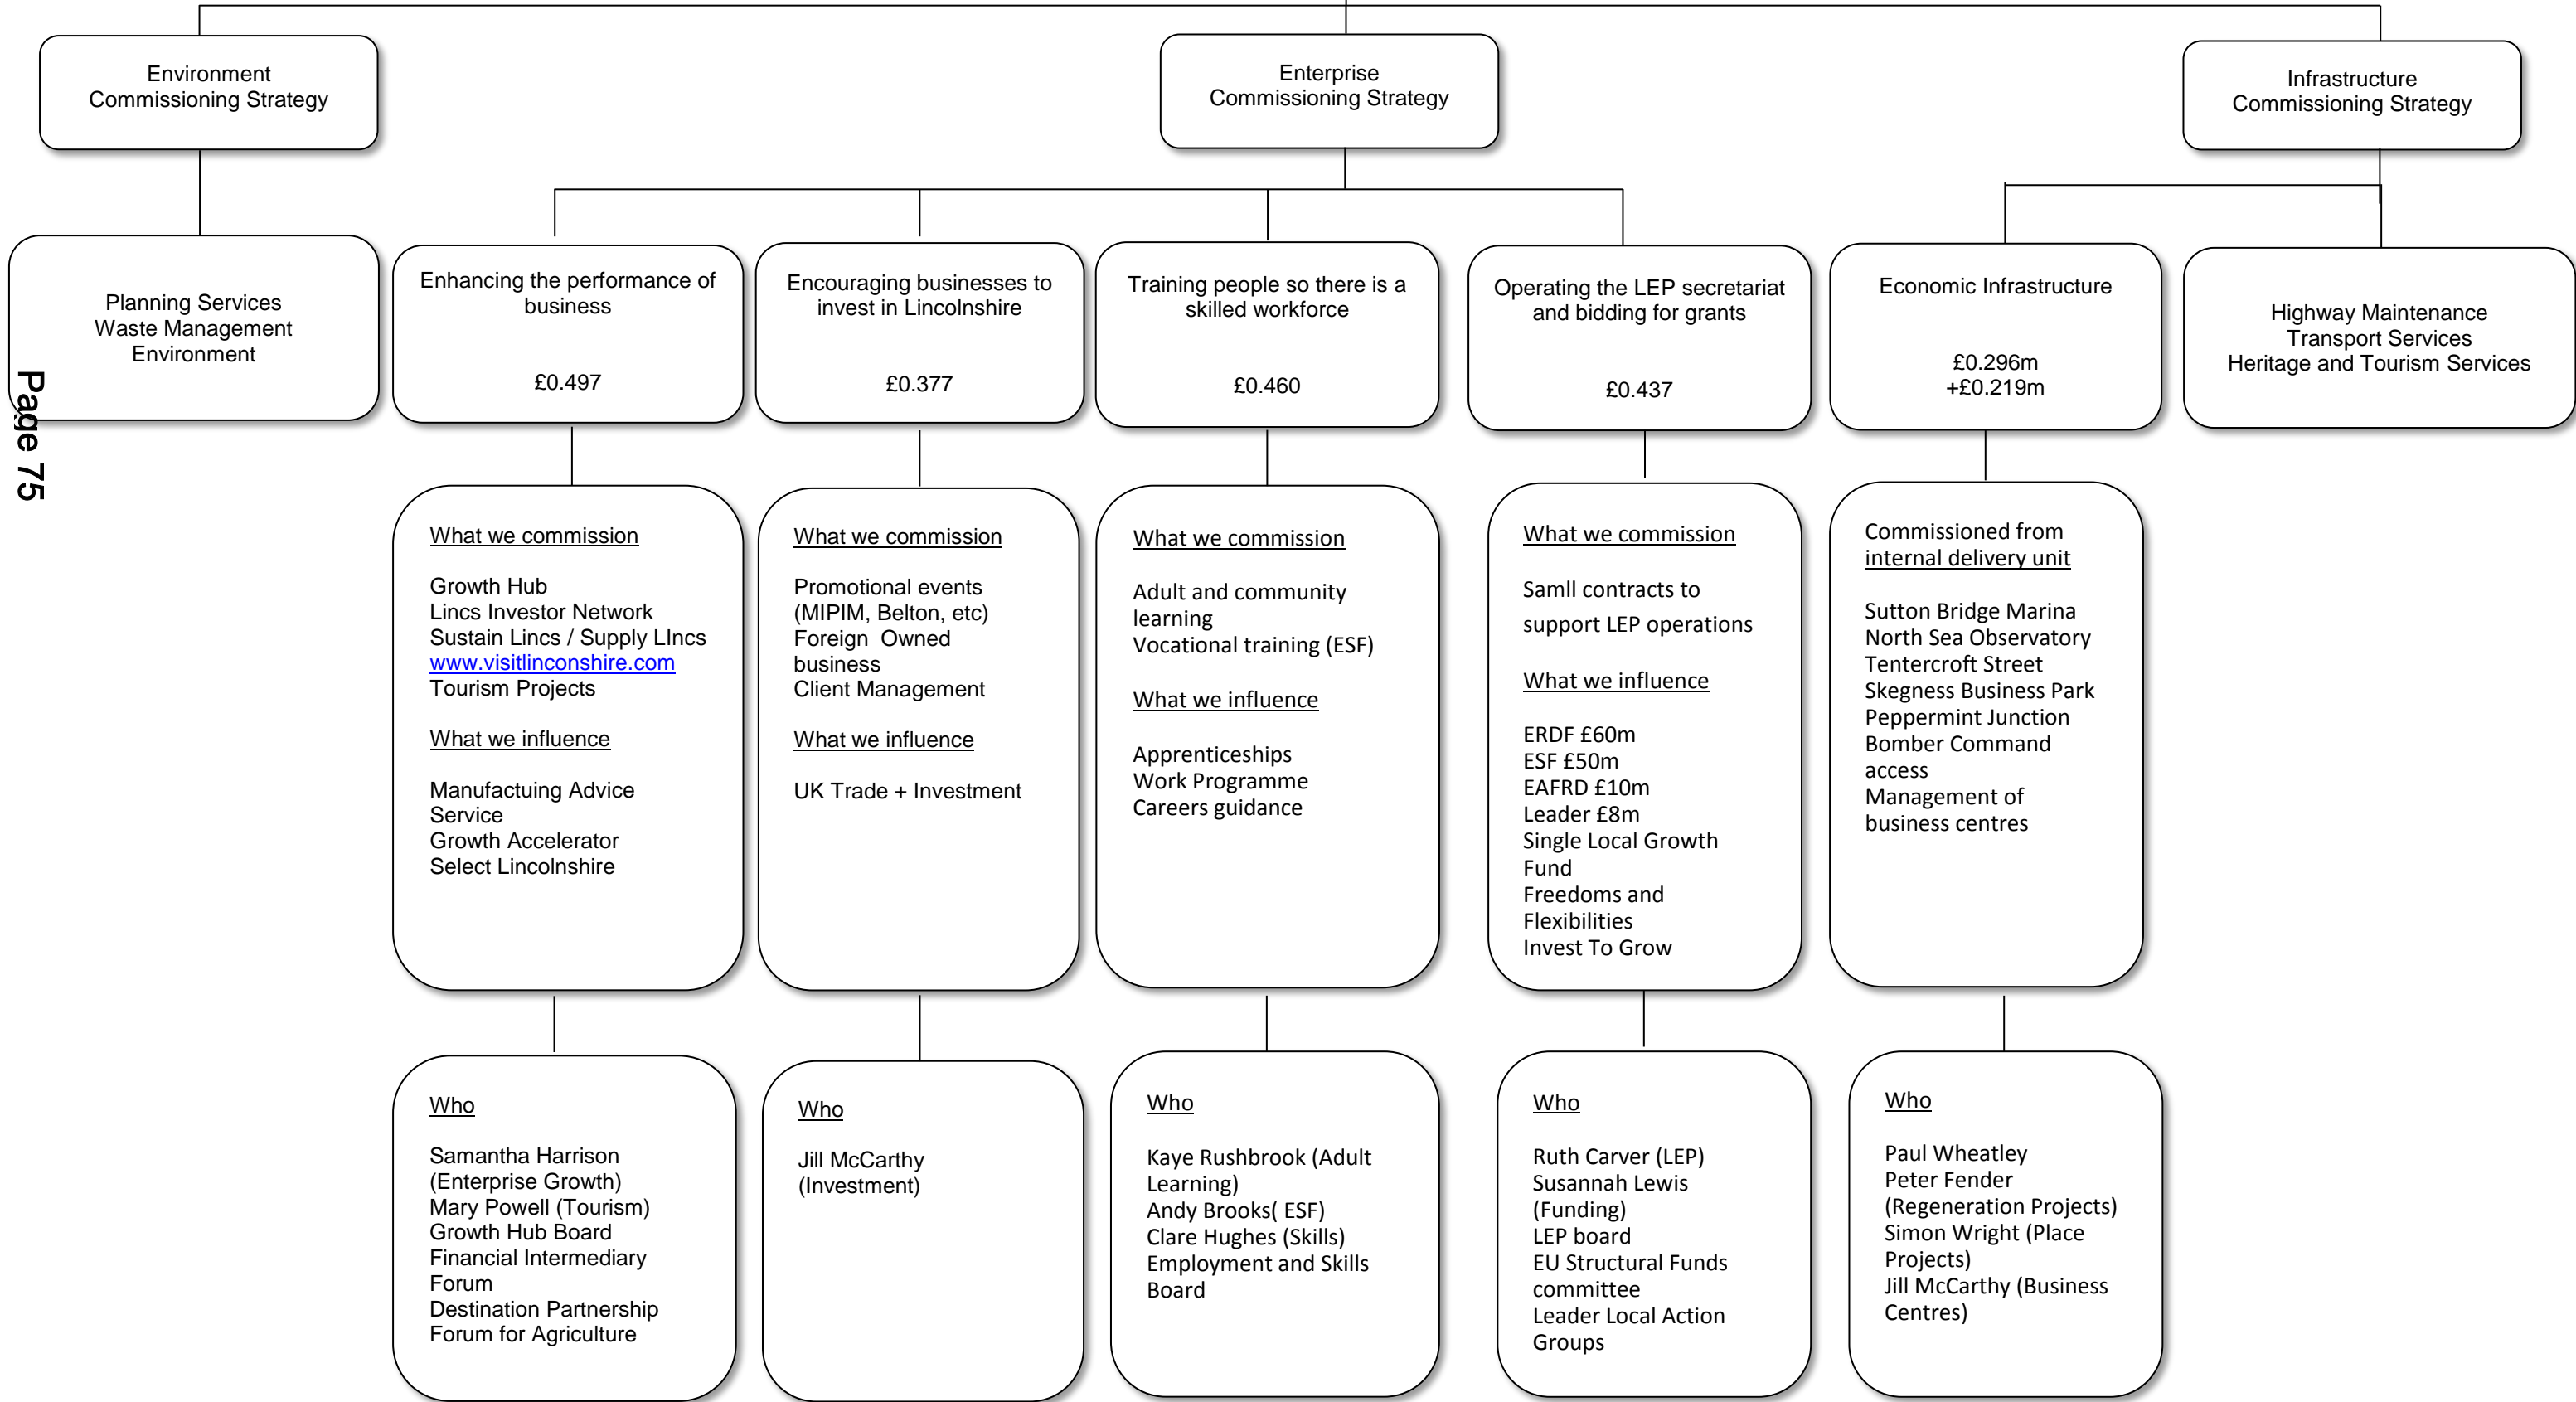 Environment
Commissioning Strategy
Enterprise
Commissioning Strategy
Infrastructure
Commissioning Strategy
Planning Services
Waste Management
Environment
Enhancing the performance of
business
£0.497
Encouraging businesses to
invest in Lincolnshire
£0.377
Training people so there is a
skilled workforce
£0.460
Operating the LEP secretariat
and bidding for grants
£0.437
Economic Infrastructure
£0.296m
+£0.219m
Highway Maintenance
Transport Services
Heritage and Tourism Services
Page 75
What we commission
Growth Hub
Lincs Investor Network
Sustain Lincs / Supply LIncs
www.visitlinconshire.com
Tourism Projects
What we influence
Manufactuing Advice
Service
Growth Accelerator
Select Lincolnshire
What we commission
Promotional events
(MIPIM, Belton, etc)
Foreign  Owned
business
Client Management
What we influence
UK Trade + Investment
What we commission
Adult and community
learning
Vocational training (ESF)
What we influence
Apprenticeships
Work Programme
Careers guidance
What we commission
Samll contracts to
support LEP operations
What we influence
ERDF £60m
ESF £50m
EAFRD £10m
Leader £8m
Single Local Growth
Fund
Freedoms and
Flexibilities
Invest To Grow
Commissioned from
internal delivery unit
Sutton Bridge Marina
North Sea Observatory
Tentercroft Street
Skegness Business Park
Peppermint Junction
Bomber Command
access
Management of
business centres
Who
Samantha Harrison
(Enterprise Growth)
Mary Powell (Tourism)
Growth Hub Board
Financial Intermediary
Forum
Destination Partnership
Forum for Agriculture
Who
Jill McCarthy
(Investment)
Who
Kaye Rushbrook (Adult
Learning)
Andy Brooks( ESF)
Clare Hughes (Skills)
Employment and Skills
Board
Who
Ruth Carver (LEP)
Susannah Lewis
(Funding)
LEP board
EU Structural Funds
committee
Leader Local Action
Groups
Who
Paul Wheatley
Peter Fender
(Regeneration Projects)
Simon Wright (Place
Projects)
Jill McCarthy (Business
Centres)